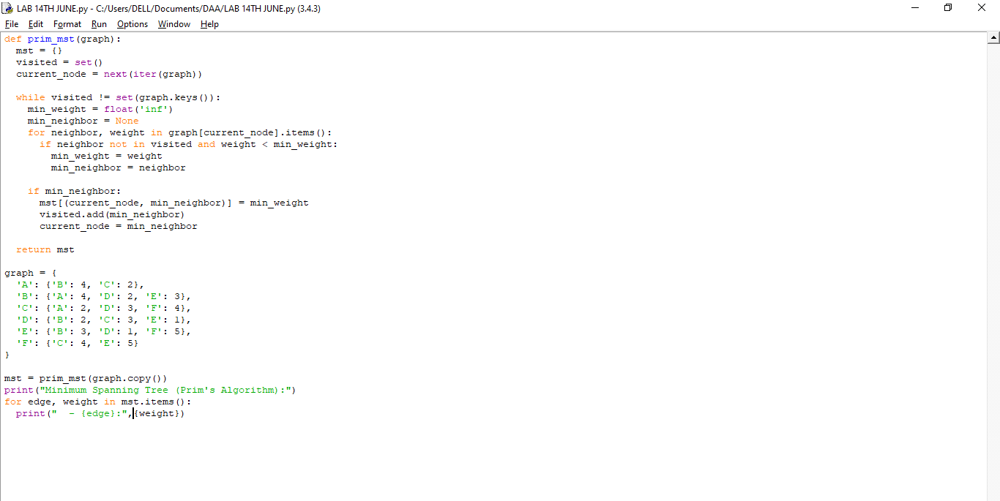 LAB 14TH JUNE.py - C:/Users/DELL/Documents/DAA/LAB 14TH JUNE.py (3.4.3)
File Edit Format Run Options Window Help
def prim_mst(graph):
  mst = {}
  visited = set()
  current_node = next(iter(graph))

  while visited != set(graph.keys()):
    min_weight = float('inf')
    min_neighbor = None
    for neighbor, weight in graph[current_node].items():
      if neighbor not in visited and weight < min_weight:
        min_weight = weight
        min_neighbor = neighbor

    if min_neighbor:
      mst[(current_node, min_neighbor)] = min_weight
      visited.add(min_neighbor)
      current_node = min_neighbor

  return mst

graph = {
  'A': {'B': 4, 'C': 2},
  'B': {'A': 4, 'D': 2, 'E': 3},
  'C': {'A': 2, 'D': 3, 'F': 4},
  'D': {'B': 2, 'C': 3, 'E': 1},
  'E': {'B': 3, 'D': 1, 'F': 5},
  'F': {'C': 4, 'E': 5}
}

mst = prim_mst(graph.copy())
print("Minimum Spanning Tree (Prim's Algorithm):")
for edge, weight in mst.items():
  print("  - {edge}:",{weight})